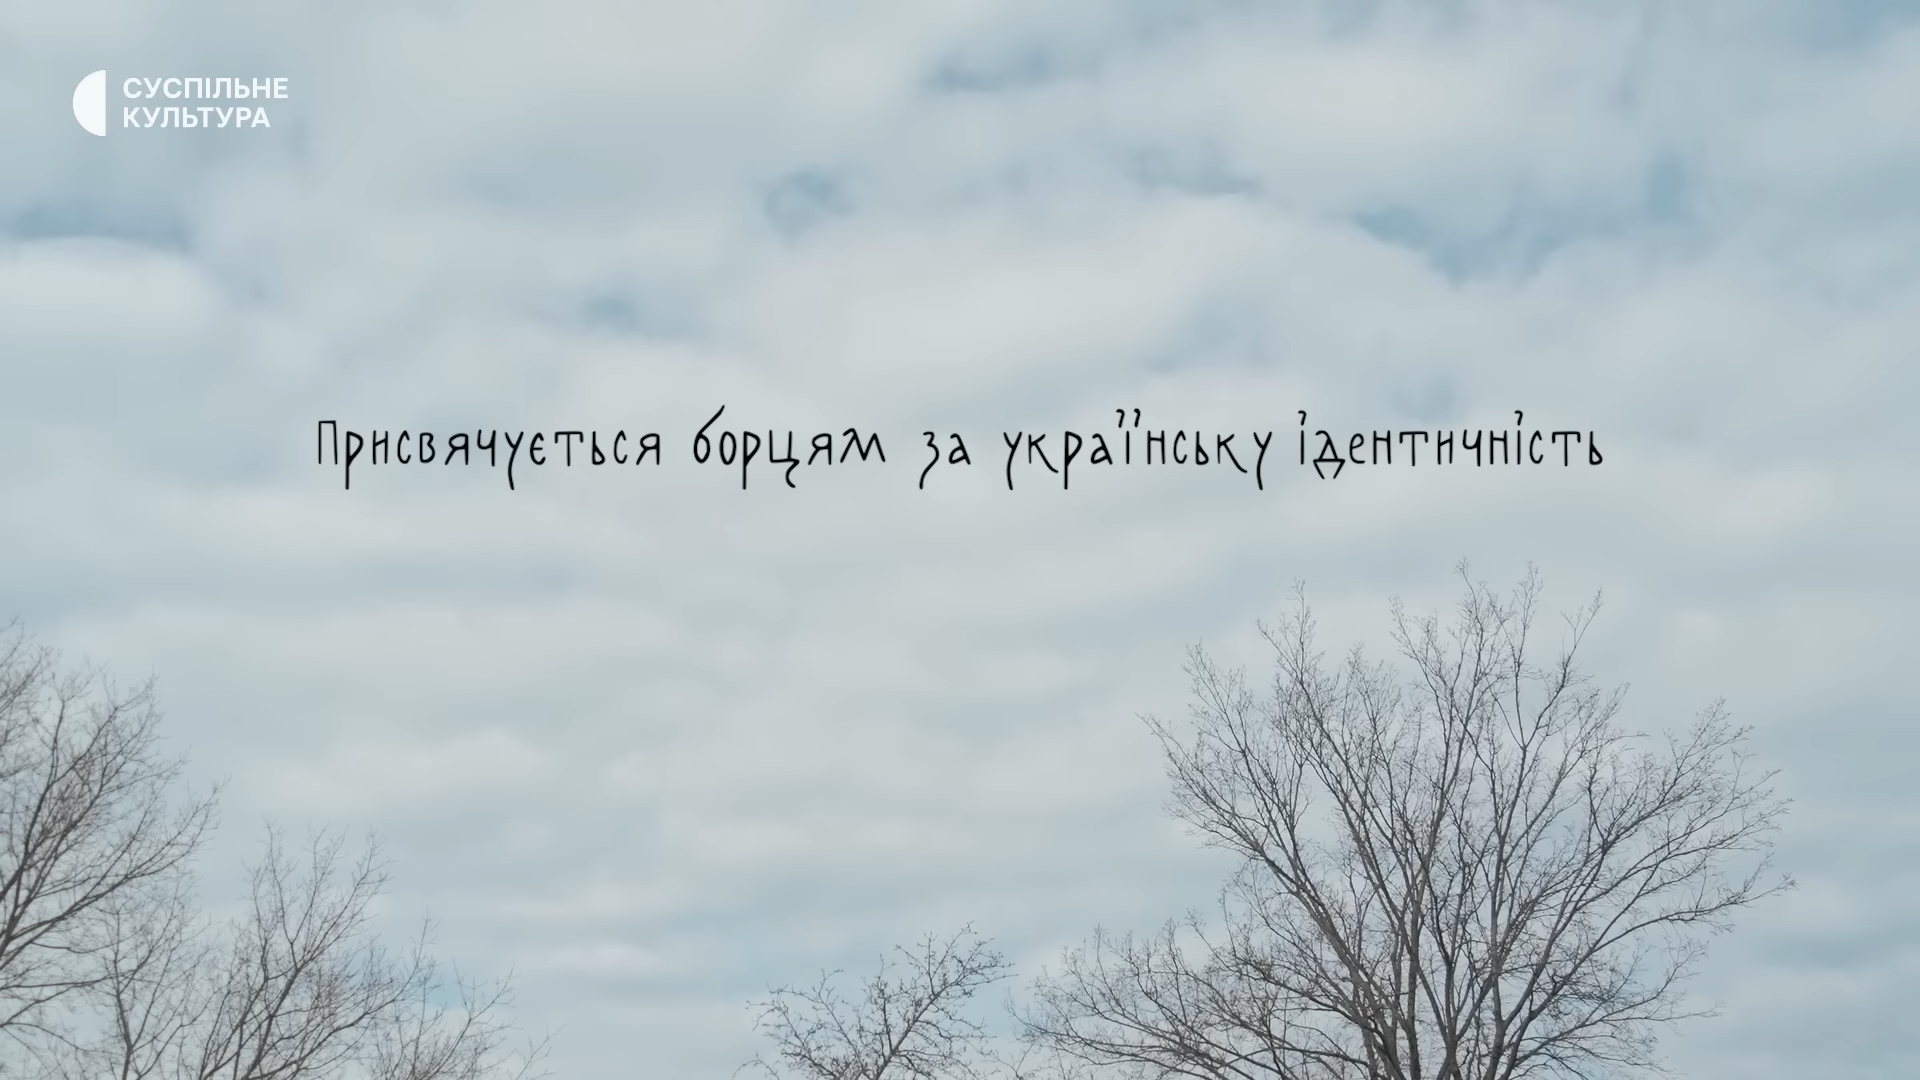 СУСПІЛЬНЕ
КУЛЬТУРА
Присвячується борцям за українську ідентичність